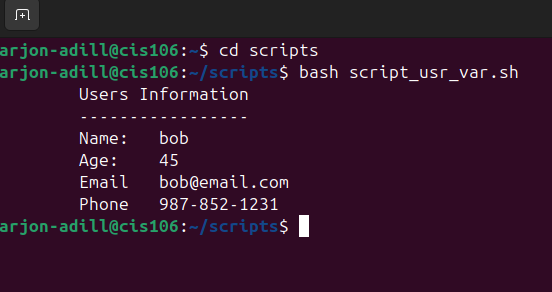 arjon-adill@cis106:~$ cd scripts
arjon-adill@cis106:~/scripts$ bash script_usr_var.sh
Users Information
-----------------
Name: bob
Age: 45
Email bob@email.com
Phone 987-852-1231
arjon-adill@cis106:~/scripts$